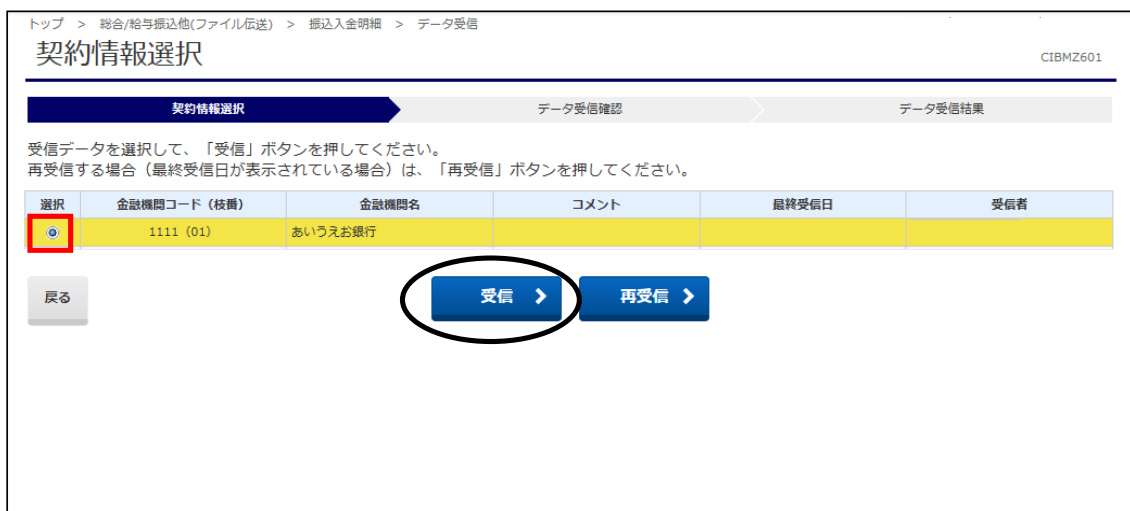 トップ > 総合/給与振込他(ファイル伝送) > 振込入金明細 > データ受信
契約情報選択
CIBMZ601
契約情報選択 データ受信確認 データ受信結果
受信データを選択して、「受信」ボタンを押してください。
再受信する場合（最終受信日が表示されている場合）は、「再受信」ボタンを押してください。
選択 金融機関コード（枝番） 金融機関名 コメント 最終受信日 受信者
1111（01） あいうえお銀行
戻る 受信 再受信